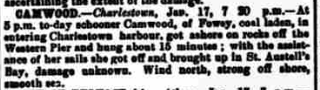 ascertaining the extent of the damage.
CAMWOOD.—Charlestown, Jan. 17, 7 20 p.m.—At
5 p.m. to-day schooner Camwood, of Fowey, coal laden, in
entering Charlestown harbour, got ashore on rocks off the
Western Pier and hung about 15 minutes; with the assist-
ance of her sails she got off and brought up in St. Austell's
Bay, damage unknown. Wind north, strong off shore,
smooth sea.